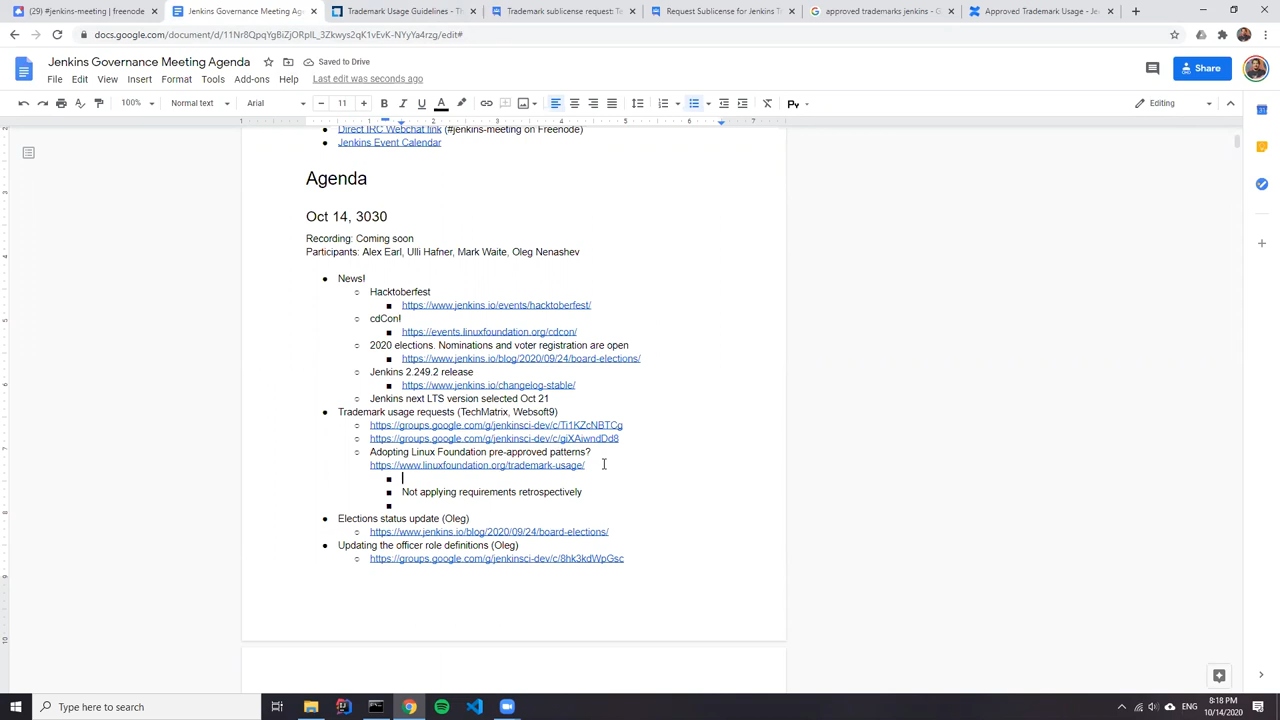 (29) #jenkins-meeting | freenode
Jenkins Governance Meeting Age
Trademark Usage Guidelines - Th
Trademark sublicense request: Te
Request Sublicense for Jenkins Tr
approved trademarks jenkins - G
Approved Trademark Usage - Je
docs.google.com/document/d/11Nr8QpqYgBiZjORpIL_3Zkwys2qK1vEvK-NYyYa4rzg/edit#
Jenkins Governance Meeting Agenda
Saved to Drive
Share
File Edit View Insert Format Tools Add-ons Help Last edit was seconds ago
100% Normal text Arial 11 Editing
Direct IRC Webchat link (#jenkins-meeting on Freenode)
Jenkins Event Calendar
Agenda
Oct 14, 3030
Recording: Coming soon
Participants: Alex Earl, Ulli Hafner, Mark Waite, Oleg Nenashev
News!
Hacktoberfest
https://www.jenkins.io/events/hacktoberfest/
cdCon!
https://events.linuxfoundation.org/cdcon/
2020 elections. Nominations and voter registration are open
https://www.jenkins.io/blog/2020/09/24/board-elections/
Jenkins 2.249.2 release
https://www.jenkins.io/changelog-stable/
Jenkins next LTS version selected Oct 21
Trademark usage requests (TechMatrix, Websoft9)
https://groups.google.com/g/jenkinsci-dev/c/Ti1KZcNBTCg
https://groups.google.com/g/jenkinsci-dev/c/giXAiwndDd8
Adopting Linux Foundation pre-approved patterns?
https://www.linuxfoundation.org/trademark-usage/
Not applying requirements retrospectively
Elections status update (Oleg)
https://www.jenkins.io/blog/2020/09/24/board-elections/
Updating the officer role definitions (Oleg)
https://groups.google.com/g/jenkinsci-dev/c/8hk3kdWpGsc
Type here to search
ENG
8:18 PM
10/14/2020